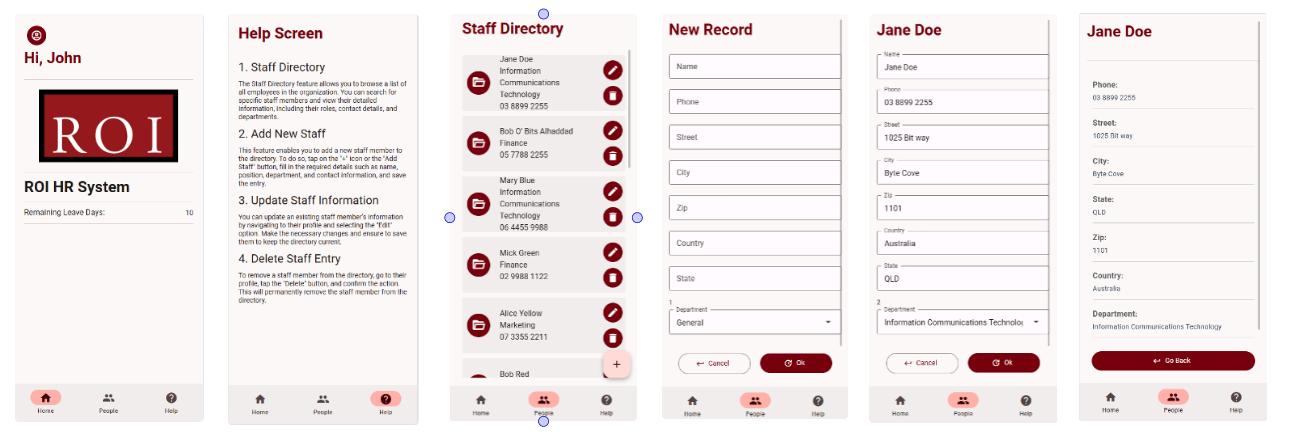 Hi, John
ROI
ROI HR System
Remaining Leave Days: 10
Home People Help
Help Screen
1. Staff Directory
The Staff Directory feature allows you to browse a list of
all employees in the organization. You can search for
specific staff members and view their detailed
information, including their roles, contact details, and
departments.
2. Add New Staff
This feature enables you to add a new staff member to
the directory. To do so, tap on the "+" icon or the "Add
Staff" button, fill in the required details such as name,
position, department, and contact information, and save
the entry.
3. Update Staff Information
You can update an existing staff member's information
by navigating to their profile and selecting the "Edit"
option. Make the necessary changes and ensure to save
them to keep the directory current.
4. Delete Staff Entry
To remove a staff member from the directory, go to their
profile, tap the "Delete" button, and confirm the action.
This will permanently remove the staff member from the
directory.
Home People Help
Staff Directory
Jane Doe
Information
Communications
Technology
03 8899 2255
Bob O' Bits Alhaddad
Finance
05 7788 2255
Mary Blue
Information
Communications
Technology
06 4455 9988
Mick Green
Finance
02 9988 1122
Alice Yellow
Marketing
07 3355 2211
+
Bob Red
Home People Help
New Record
Name
Phone
Street
City
Zip
Country
State
1
Department
General
Cancel Ok
Home People Help
Jane Doe
Name
Jane Doe
Phone
03 8899 2255
Street
1025 Bit way
City
Byte Cove
Zip
1101
Country
Australia
State
QLD
2
Department
Information Communications Technolo
Cancel Ok
Home People Help
Jane Doe
Phone:
03 8899 2255
Street:
1025 Bit way
City:
Byte Cove
State:
QLD
Zip:
1101
Country:
Australia
Department:
Information Communications Technology
Go Back
Home People Help